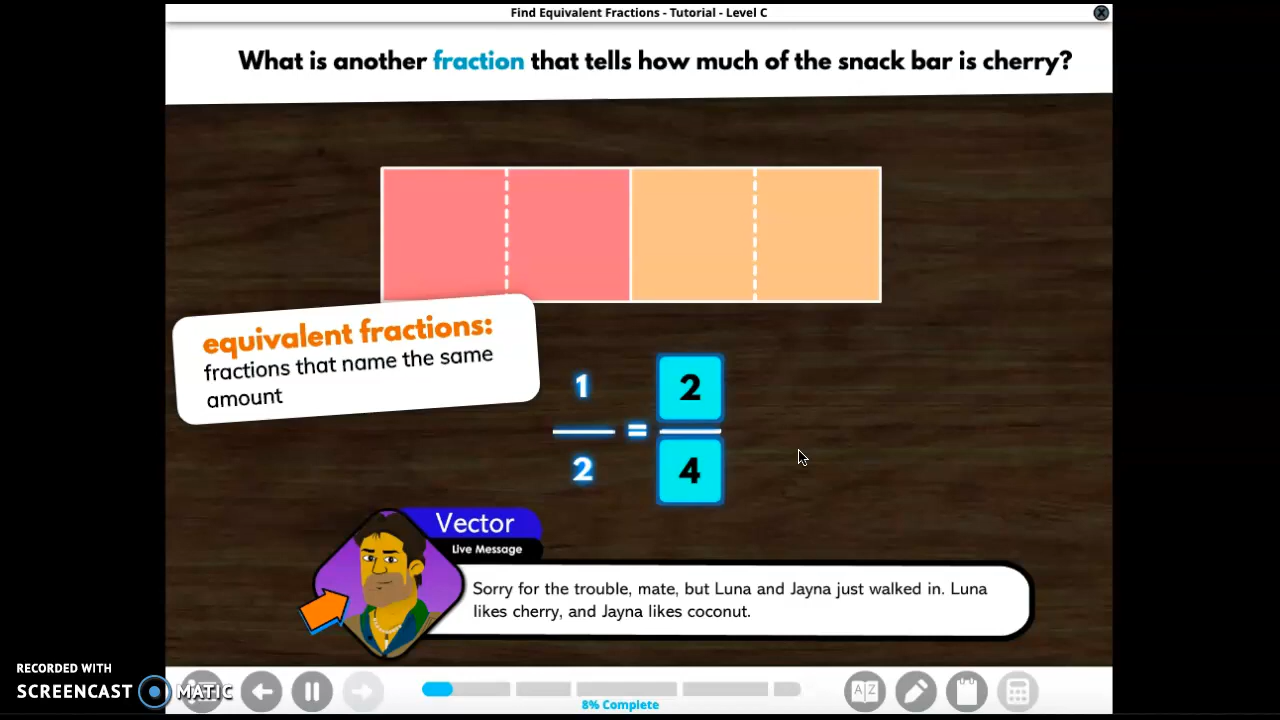 Find Equivalent Fractions - Tutorial - Level C
What is another fraction that tells how much of the snack bar is cherry?
equivalent fractions:
fractions that name the same
amount
1
2
=
2
4
Vector
Live Message
Sorry for the trouble, mate, but Luna and Jayna just walked in. Luna
likes cherry, and Jayna likes coconut.
RECORDED WITH
SCREENCAST MATIC
A Z
8% Complete